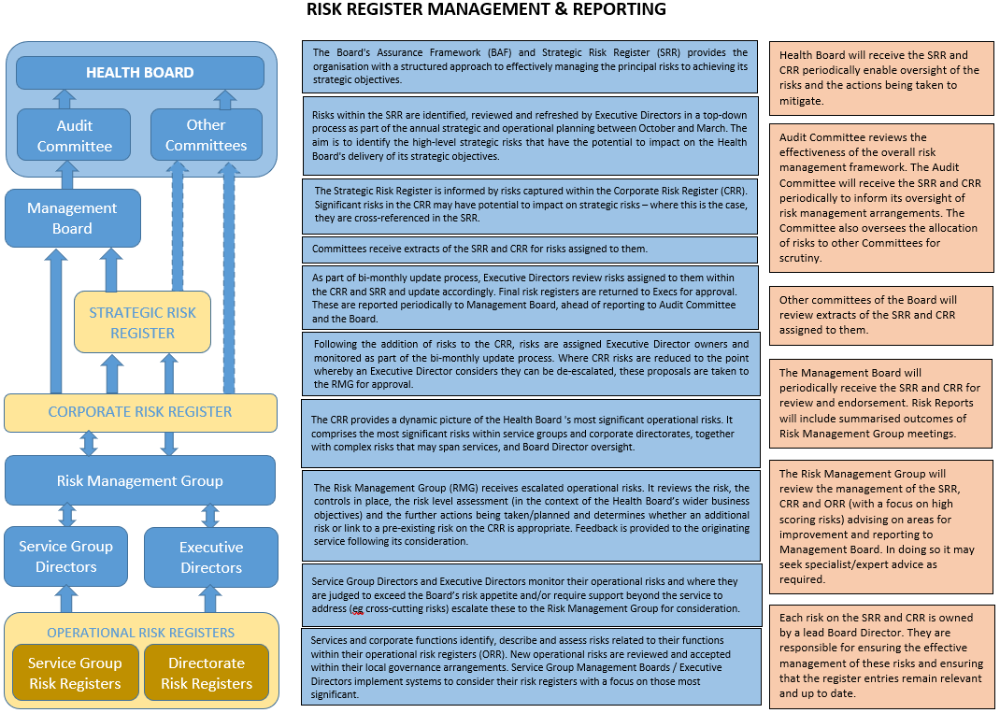 RISK REGISTER MANAGEMENT & REPORTING
HEALTH BOARD
Audit
Committee
Other
Committees
Management
Board
STRATEGIC RISK
REGISTER
CORPORATE RISK REGISTER
Risk Management Group
Service Group
Directors
Executive
Directors
OPERATIONAL RISK REGISTERS
Service Group
Risk Registers
Directorate
Risk Registers
The Board's Assurance Framework (BAF) and Strategic Risk Register (SRR) provides the
organisation with a structured approach to effectively managing the principal risks to achieving its
strategic objectives.
Risks within the SRR are identified, reviewed and refreshed by Executive Directors in a top-down
process as part of the annual strategic and operational planning between October and March. The
aim is to identify the high-level strategic risks that have the potential to impact on the Health
Board's delivery of its strategic objectives.
The Strategic Risk Register is informed by risks captured within the Corporate Risk Register (CRR).
Significant risks in the CRR may have potential to impact on strategic risks – where this is the case,
they are cross-referenced in the SRR.
Committees receive extracts of the SRR and CRR for risks assigned to them.
As part of bi-monthly update process, Executive Directors review risks assigned to them within
the CRR and SRR and update accordingly. Final risk registers are returned to Execs for approval.
These are reported periodically to Management Board, ahead of reporting to Audit Committee
and the Board.
Following the addition of risks to the CRR, risks are assigned Executive Director owners and
monitored as part of the bi-monthly update process. Where CRR risks are reduced to the point
whereby an Executive Director considers they can be de-escalated, these proposals are taken to
the RMG for approval.
The CRR provides a dynamic picture of the Health Board 's most significant operational risks. It
comprises the most significant risks within service groups and corporate directorates, together
with complex risks that may span services, and Board Director oversight.
The Risk Management Group (RMG) receives escalated operational risks. It reviews the risk, the
controls in place, the risk level assessment (in the context of the Health Board's wider business
objectives) and the further actions being taken/planned and determines whether an additional
risk or link to a pre-existing risk on the CRR is appropriate. Feedback is provided to the originating
service following its consideration.
Service Group Directors and Executive Directors monitor their operational risks and where they
are judged to exceed the Board's risk appetite and/or require support beyond the service to
address (eg cross-cutting risks) escalate these to the Risk Management Group for consideration.
Services and corporate functions identify, describe and assess risks related to their functions
within their operational risk registers (ORR). New operational risks are reviewed and accepted
within their local governance arrangements. Service Group Management Boards / Executive
Directors implement systems to consider their risk registers with a focus on those most
significant.
Health Board will receive the SRR and
CRR periodically enable oversight of the
risks and the actions being taken to
mitigate.
Audit Committee reviews the
effectiveness of the overall risk
management framework. The Audit
Committee will receive the SRR and CRR
periodically to inform its oversight of
risk management arrangements. The
Committee also oversees the allocation
of risks to other Committees for
scrutiny.
Other committees of the Board will
review extracts of the SRR and CRR
assigned to them.
The Management Board will
periodically receive the SRR and CRR for
review and endorsement. Risk Reports
will include summarised outcomes of
Risk Management Group meetings.
The Risk Management Group will
review the management of the SRR,
CRR and ORR (with a focus on high
scoring risks) advising on areas for
improvement and reporting to
Management Board. In doing so it may
seek specialist/expert advice as
required.
Each risk on the SRR and CRR is owned
by a lead Board Director. They are
responsible for ensuring the effective
management of these risks and ensuring
that the register entries remain relevant
and up to date.